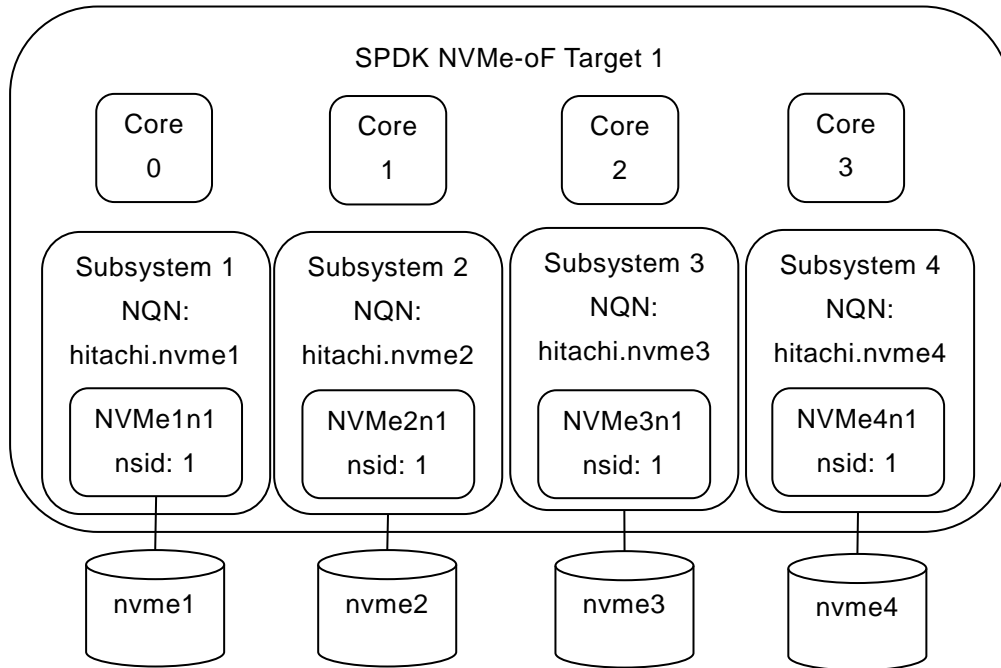 SPDK NVMe-oF Target 1
Core
0
Core
1
Core
2
Core
3
Subsystem 1
NQN:
hitachi.nvme1
NVMe1n1
nsid: 1
Subsystem 2
NQN:
hitachi.nvme2
NVMe2n1
nsid: 1
Subsystem 3
NQN:
hitachi.nvme3
NVMe3n1
nsid: 1
Subsystem 4
NQN:
hitachi.nvme4
NVMe4n1
nsid: 1
nvme1
nvme2
nvme3
nvme4